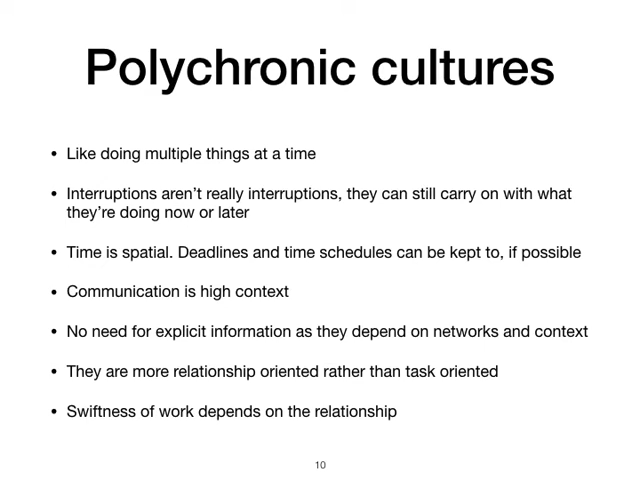 Polychronic cultures
• Like doing multiple things at a time
• Interruptions aren’t really interruptions, they can still carry on with what
they’re doing now or later
• Time is spatial. Deadlines and time schedules can be kept to, if possible
• Communication is high context
• No need for explicit information as they depend on networks and context
• They are more relationship oriented rather than task oriented
• Swiftness of work depends on the relationship
10